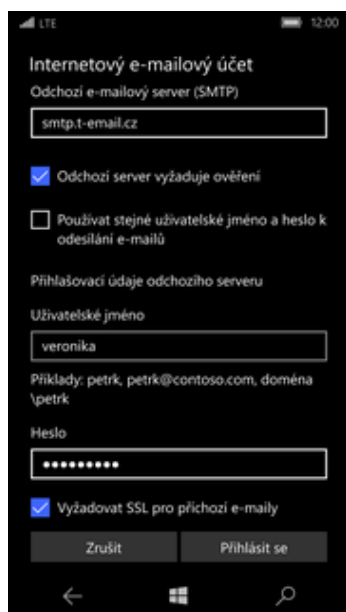 LTE 12:00
Internetový e-mailový účet
Odchozí e-mailový server (SMTP)
smtp.t-email.cz
Odchozí server vyžaduje ověření
Používat stejné uživatelské jméno a heslo k
odesílání e-mailů
Přihlašovací údaje odchozího serveru
Uživatelské jméno
veronika
Příklady: petrk, petrk@contoso.com, doména
\petrk
Heslo
•••••••••
Vyžadovat SSL pro příchozí e-maily
Zrušit Přihlásit se